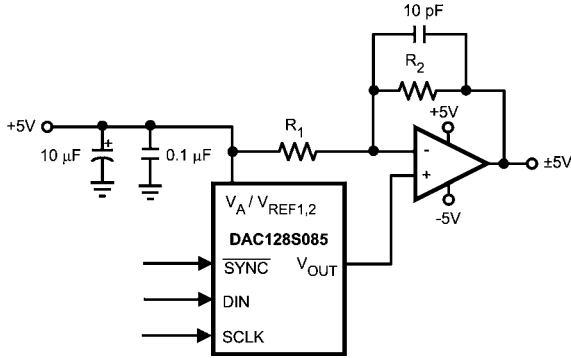 10 pF
R2
+5V
R1
+5V
10 µF
+
0.1 µF
-
+
±5V
-5V
VA / VREF1,2
DAC128S085
SYNC
VOUT
DIN
SCLK